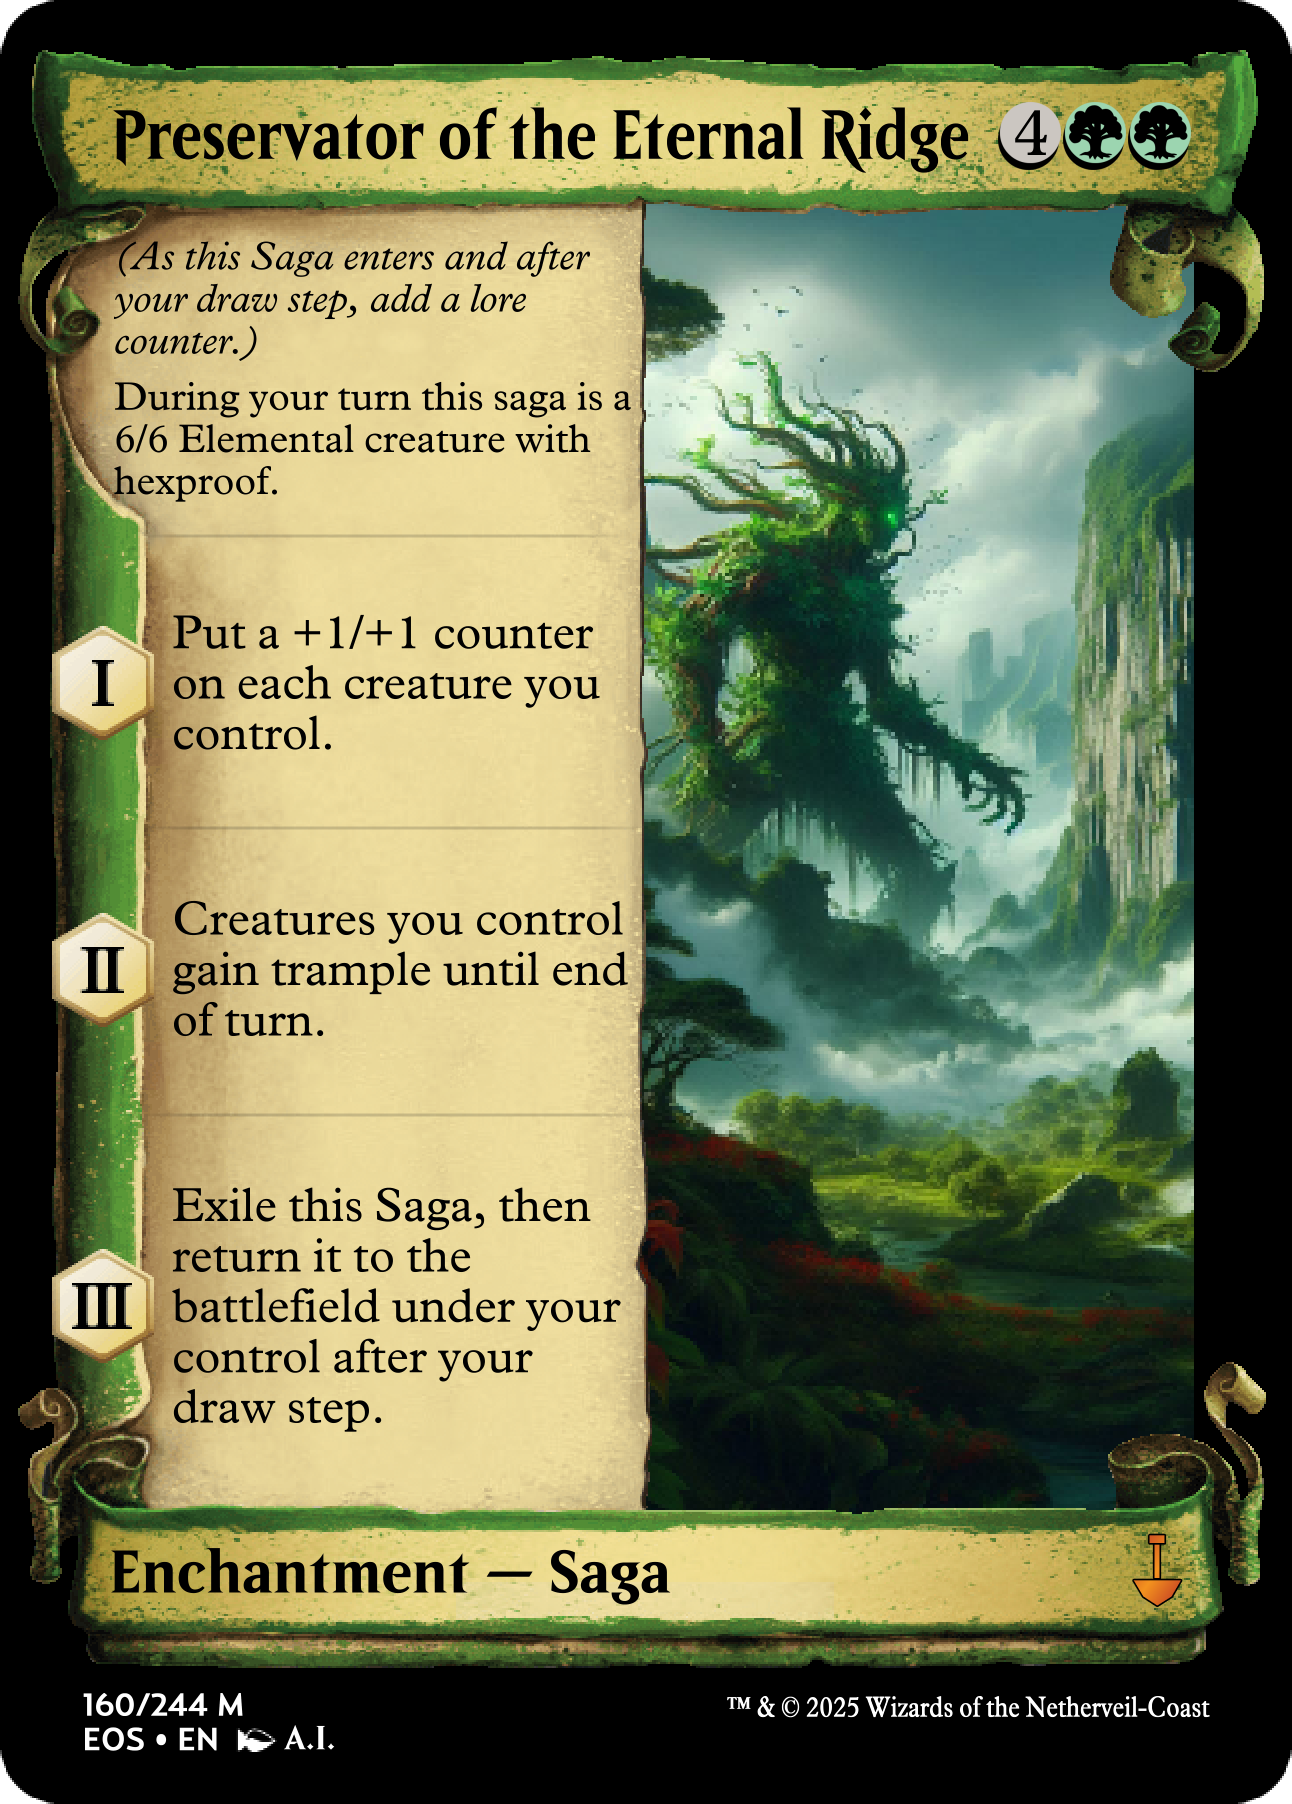 Preservator of the Eternal Ridge 4
(As this Saga enters and after
your draw step, add a lore
counter.)
During your turn this saga is a
6/6 Elemental creature with
hexproof.
I
Put a +1/+1 counter
on each creature you
control.
II
Creatures you control
gain trample until end
of turn.
III
Exile this Saga, then
return it to the
battlefield under your
control after your
draw step.
Enchantment — Saga
160/244 M
EOS • EN A.I.
™ & © 2025 Wizards of the Netherveil-Coast